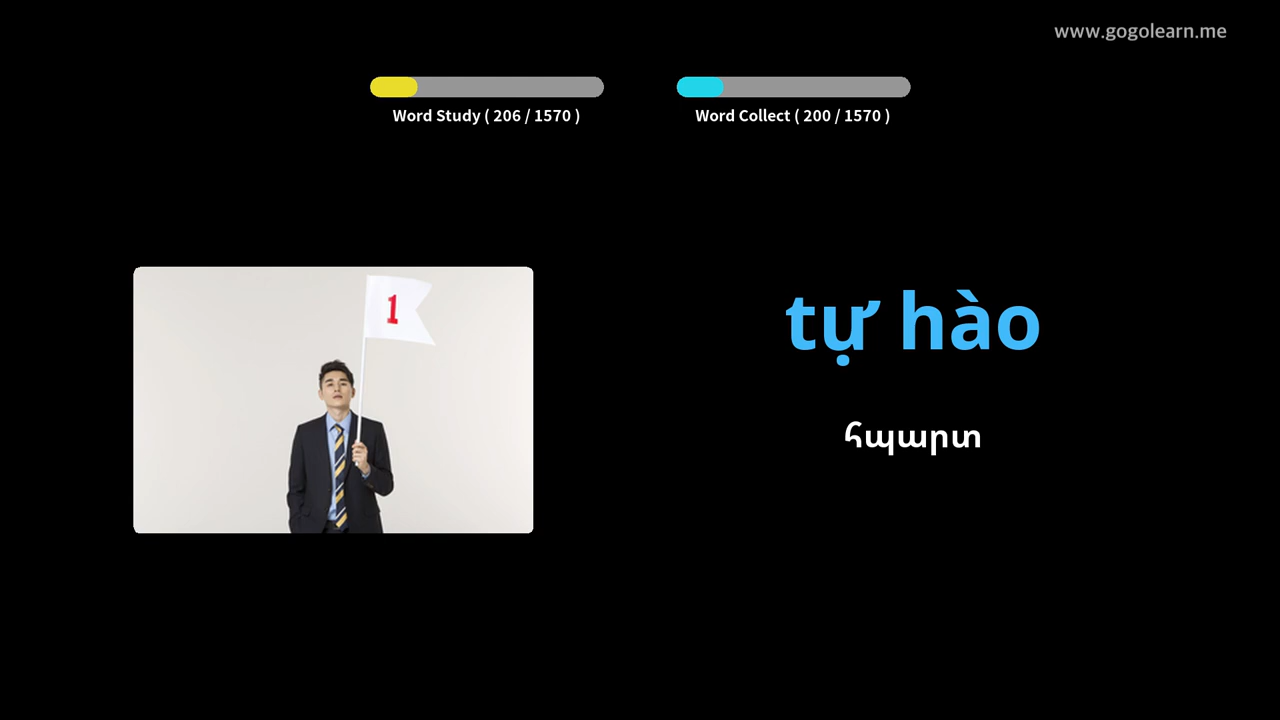 www.gogolearn.me
Word Study ( 206 / 1570 )
Word Collect ( 200 / 1570 )
1
tự hào
հպարտ